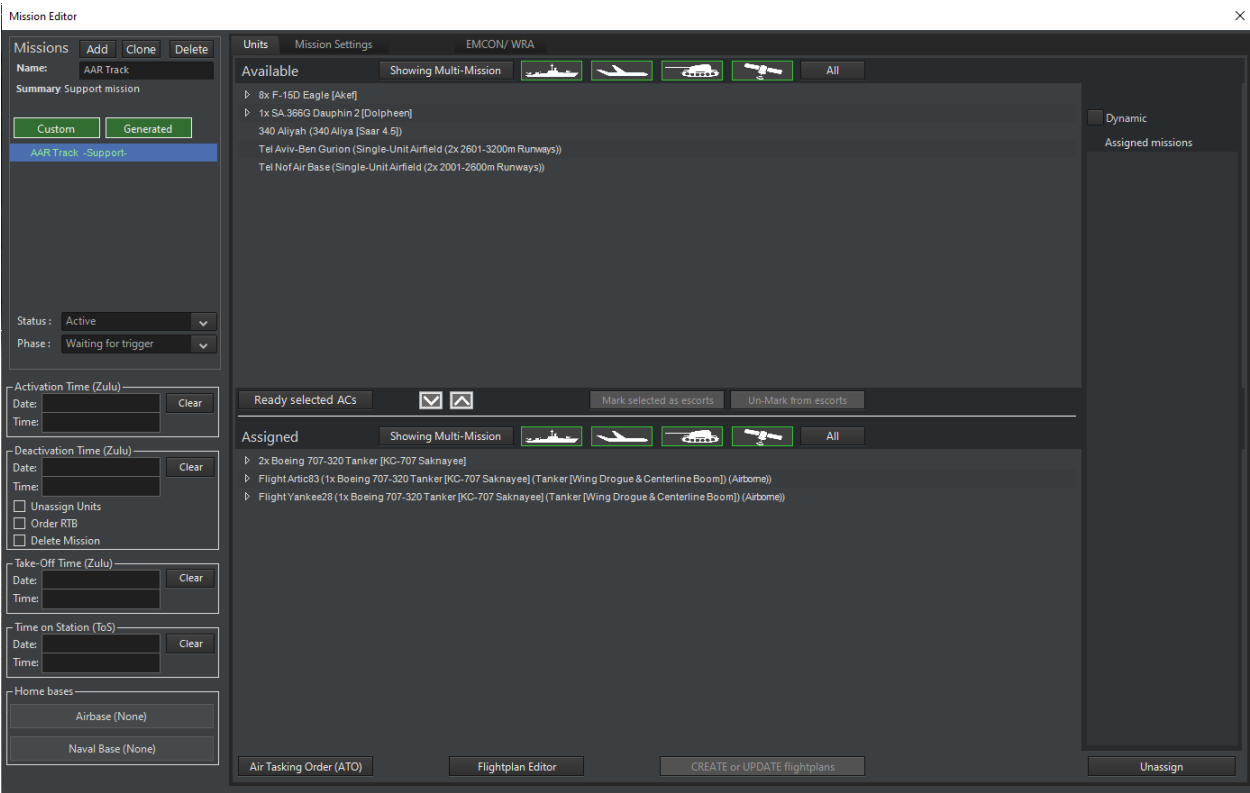 Mission Editor
Missions Add Clone Delete
Name: AAR Track
Summary Support mission
Custom Generated
AAR Track -Support-
Status : Active
Phase : Waiting for trigger
Activation Time (Zulu)
Date: Clear
Time:
Deactivation Time (Zulu)
Date: Clear
Time:
Unassign Units
Order RTB
Delete Mission
Take-Off Time (Zulu)
Date: Clear
Time:
Time on Station (ToS)
Date: Clear
Time:
Home bases
Airbase (None)
Naval Base (None)
Units Mission Settings EMCON/ WRA
Available Showing Multi-Mission All
8x F-15D Eagle [Akef]
1x SA.366G Dauphin 2 [Dolpheen]
340 Aliyah (340 Aliya [Saar 4.5])
Tel Aviv-Ben Gurion (Single-Unit Airfield (2x 2601-3200m Runways))
Tel Nof Air Base (Single-Unit Airfield (2x 2001-2600m Runways))
Ready selected ACs Mark selected as escorts Un-Mark from escorts
Assigned Showing Multi-Mission All
2x Boeing 707-320 Tanker [KC-707 Saknayee]
Flight Artic83 (1x Boeing 707-320 Tanker [KC-707 Saknayee] (Tanker [Wing Drogue & Centerline Boom]) (Airborne))
Flight Yankee28 (1x Boeing 707-320 Tanker [KC-707 Saknayee] (Tanker [Wing Drogue & Centerline Boom]) (Airborne))
Air Tasking Order (ATO) Flightplan Editor CREATE or UPDATE flightplans
Dynamic
Assigned missions
Unassign